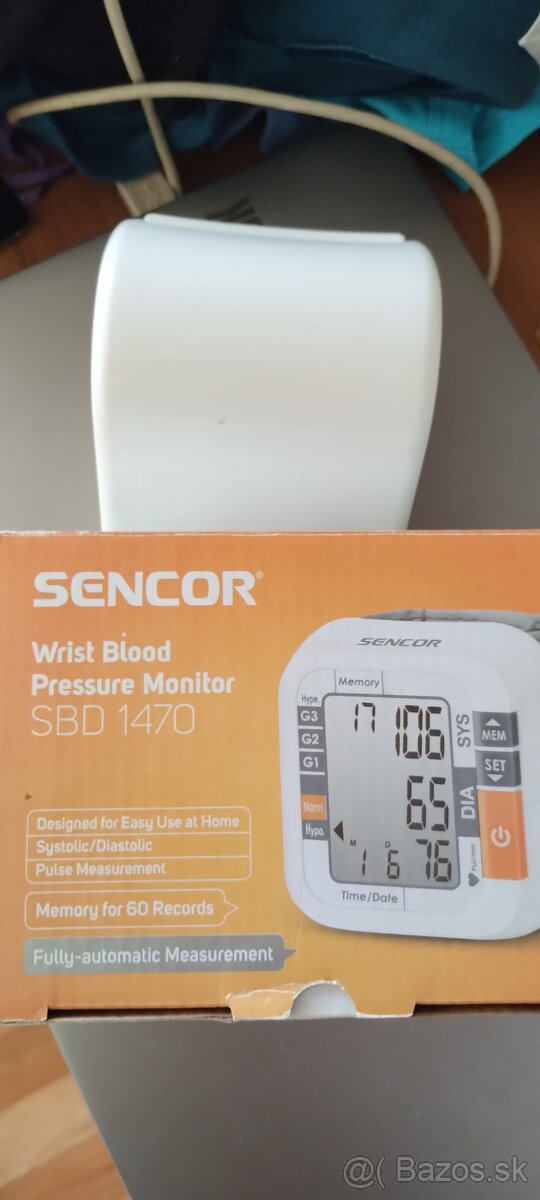 SENCOR®
Wrist Blood
Pressure Monitor
SBD 1470
Designed for Easy Use at Home
Systolic/Diastolic
Pulse Measurement
Memory for 60 Records
Fully-automatic Measurement
SENCOR
Memory
Hype.
G3
G2
G1
Norm
Hypo.
17 106
65
M D
1 6 76
SYS
DIA
Pul/min
MEM
SET
Time/Date
@( Bazos.sk